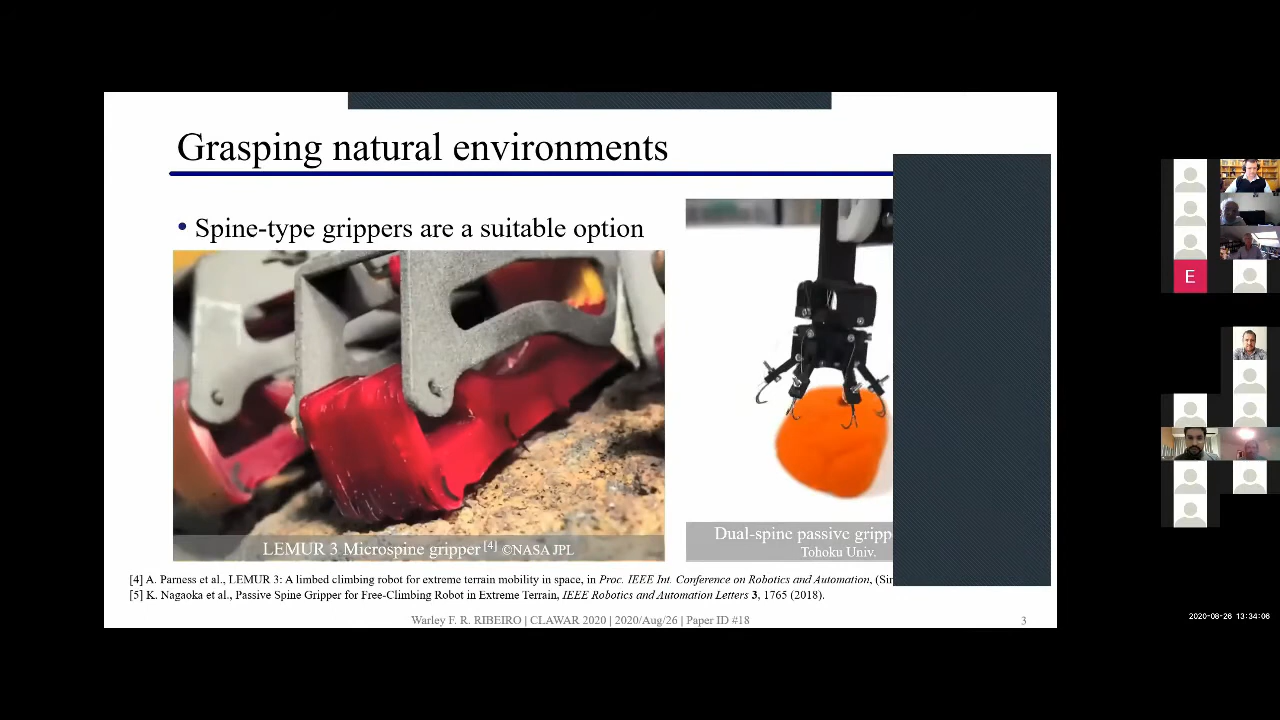 Grasping natural environments
• Spine-type grippers are a suitable option
LEMUR 3 Microspine gripper [4] ©NASA JPL
Dual-spine passive gripp
Tohoku Univ.
[4] A. Parness et al., LEMUR 3: A limbed climbing robot for extreme terrain mobility in space, in Proc. IEEE Int. Conference on Robotics and Automation, (Sin
[5] K. Nagaoka et al., Passive Spine Gripper for Free-Climbing Robot in Extreme Terrain, IEEE Robotics and Automation Letters 3, 1765 (2018).
Warley F. R. RIBEIRO | CLAWAR 2020 | 2020/Aug/26 | Paper ID #18
3
E
2020-08-26 13:34:06